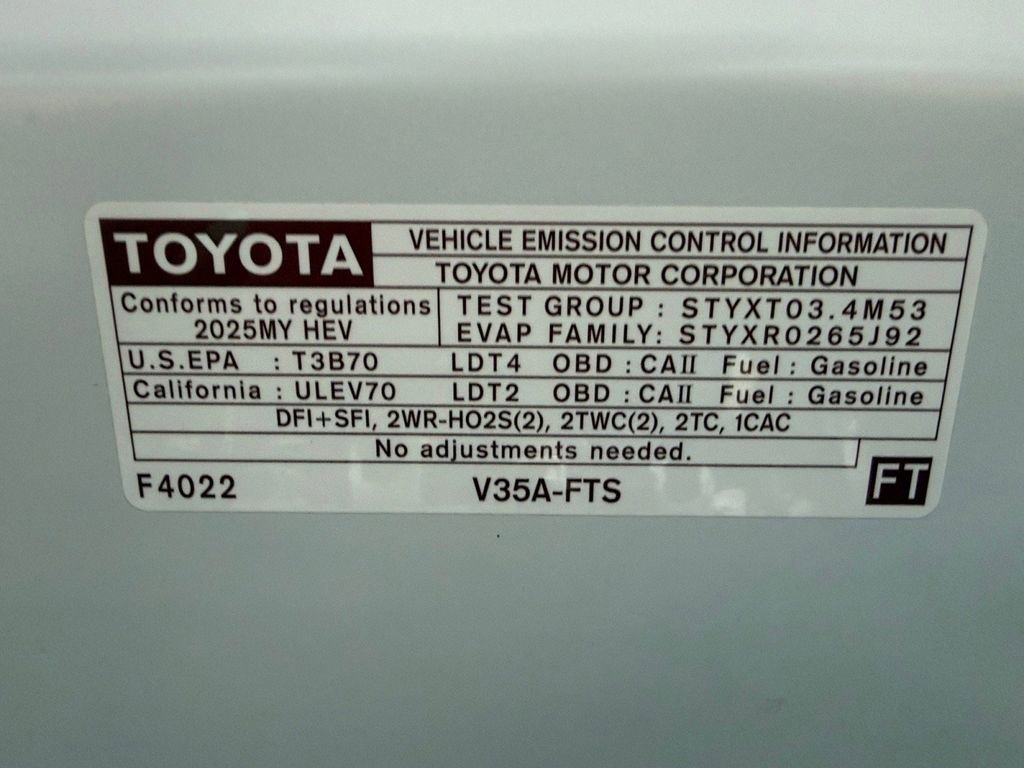 TOYOTA
VEHICLE EMISSION CONTROL INFORMATION
TOYOTA MOTOR CORPORATION
Conforms to regulations
2025MY HEV
TEST GROUP : STYXT03.4M53
EVAP FAMILY: STYXR0265J92
U.S.EPA : T3B70 LDT4 OBD : CAII Fuel : Gasoline
California : ULEV70 LDT2 OBD : CAII Fuel : Gasoline
DFI+SFI, 2WR-HO2S(2), 2TWC(2), 2TC, 1CAC
No adjustments needed.
F4022 V35A-FTS FT